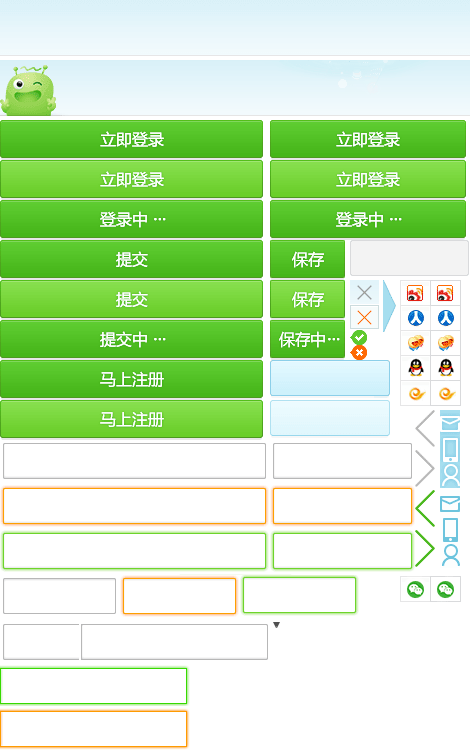 立即登录 立即登录
立即登录 立即登录
登录中 ··· 登录中 ···
提交 保存
提交 保存
提交中 ··· 保存中···
马上注册
马上注册